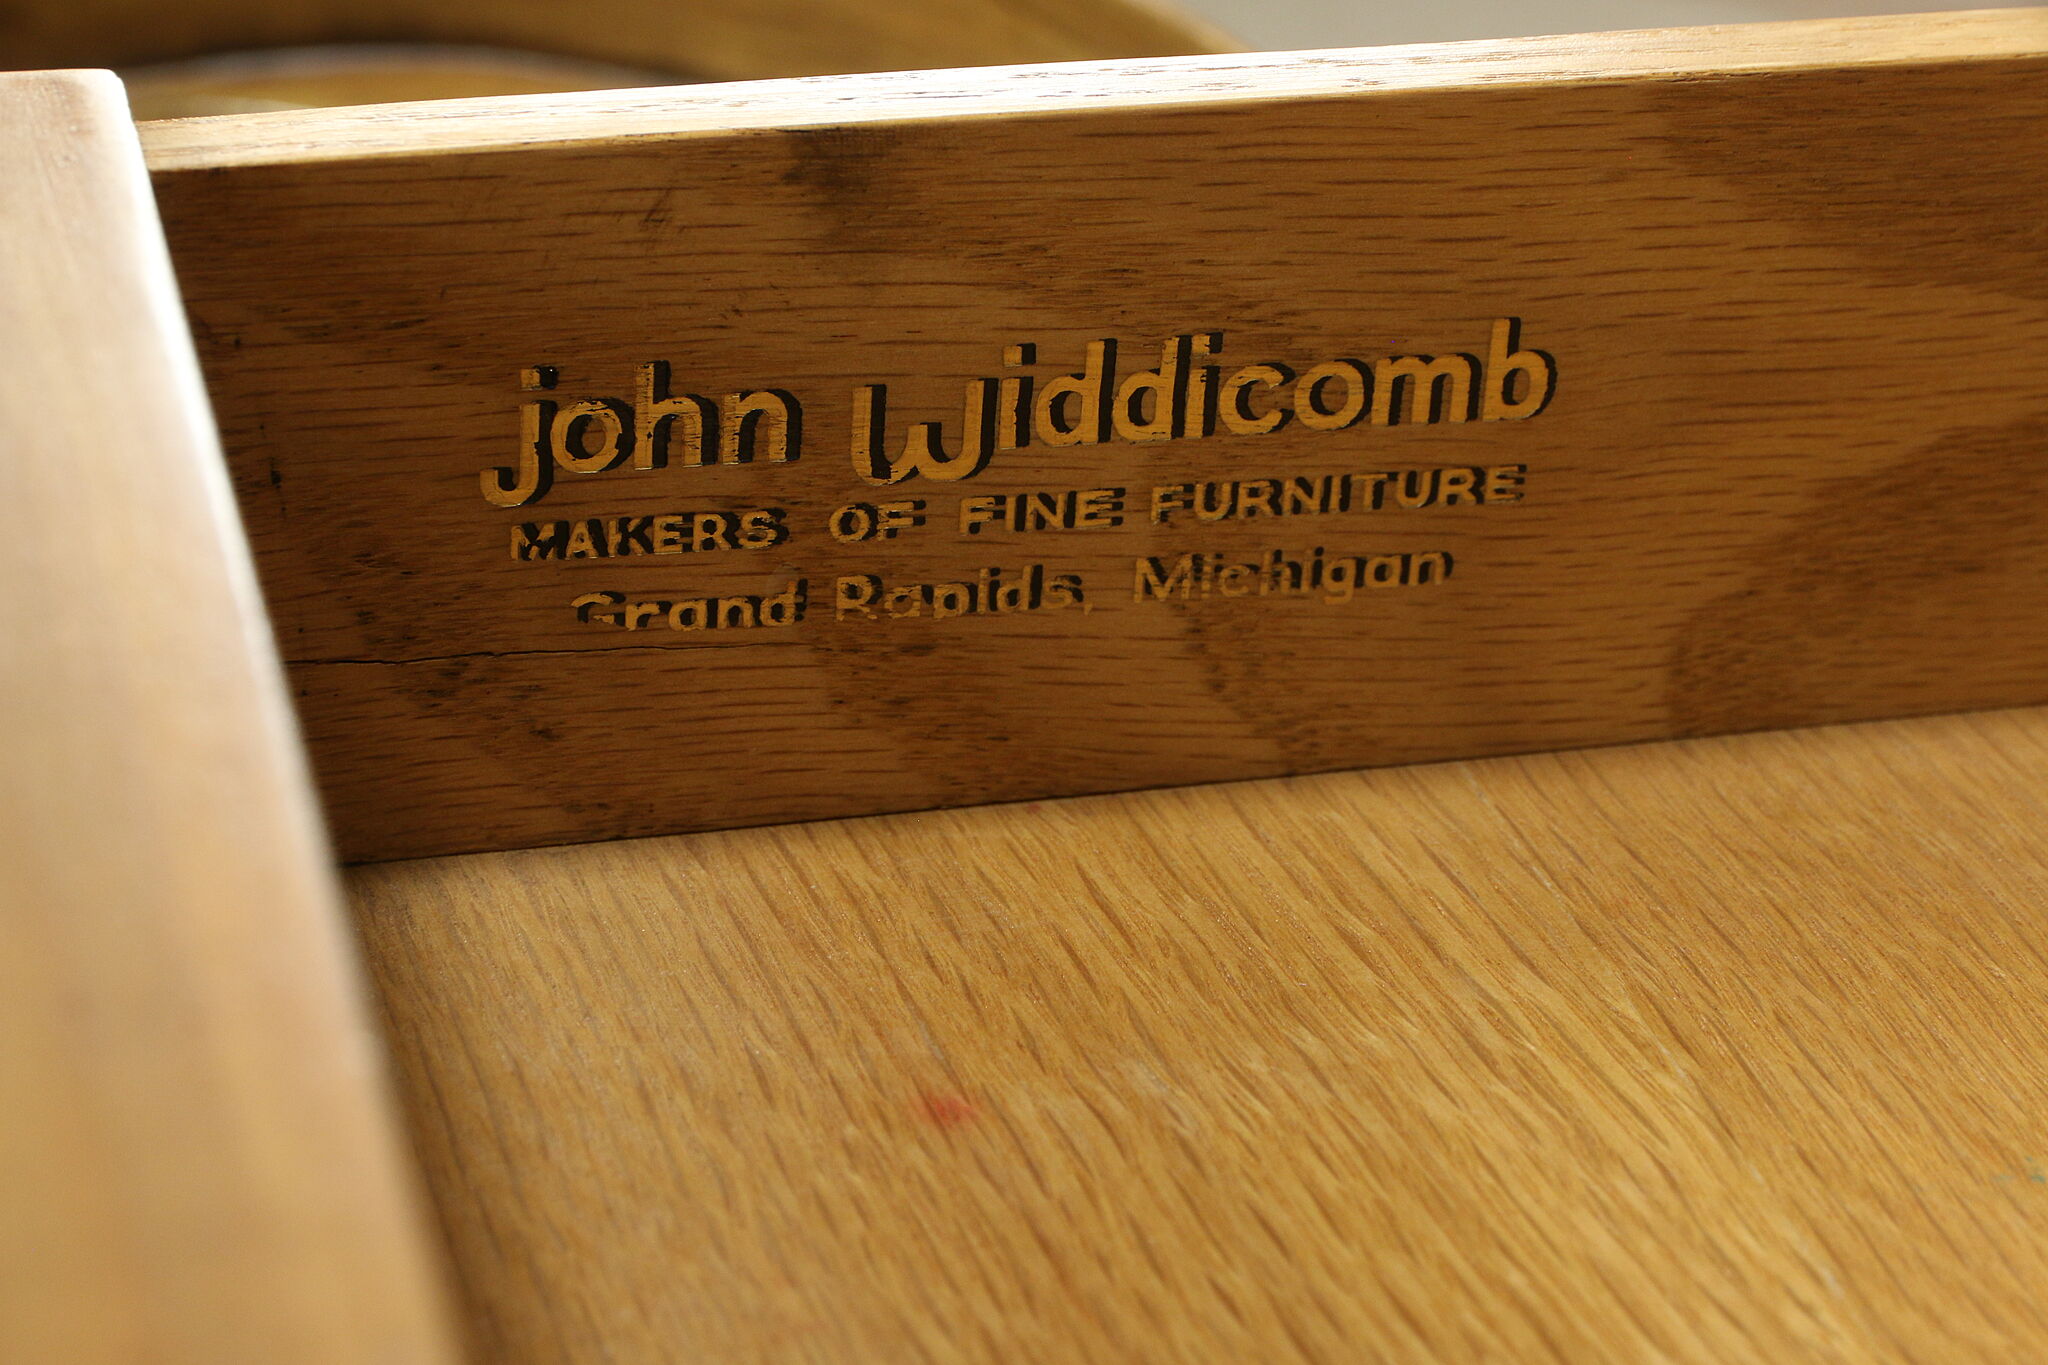 john Widdicomb
MAKERS OF FINE FURNITURE
Grand Rapids, Michigan